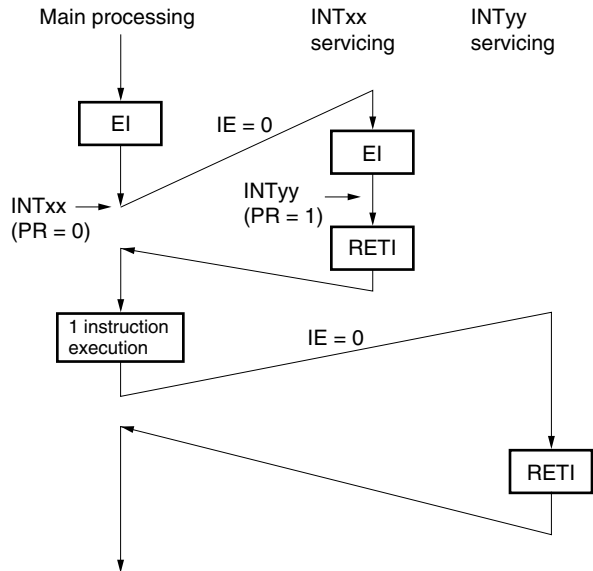 Main processing
INTxx
servicing
INTyy
servicing
EI
IE = 0
EI
INTxx
(PR = 0)
INTyy
(PR = 1)
RETI
1 instruction
execution
IE = 0
RETI